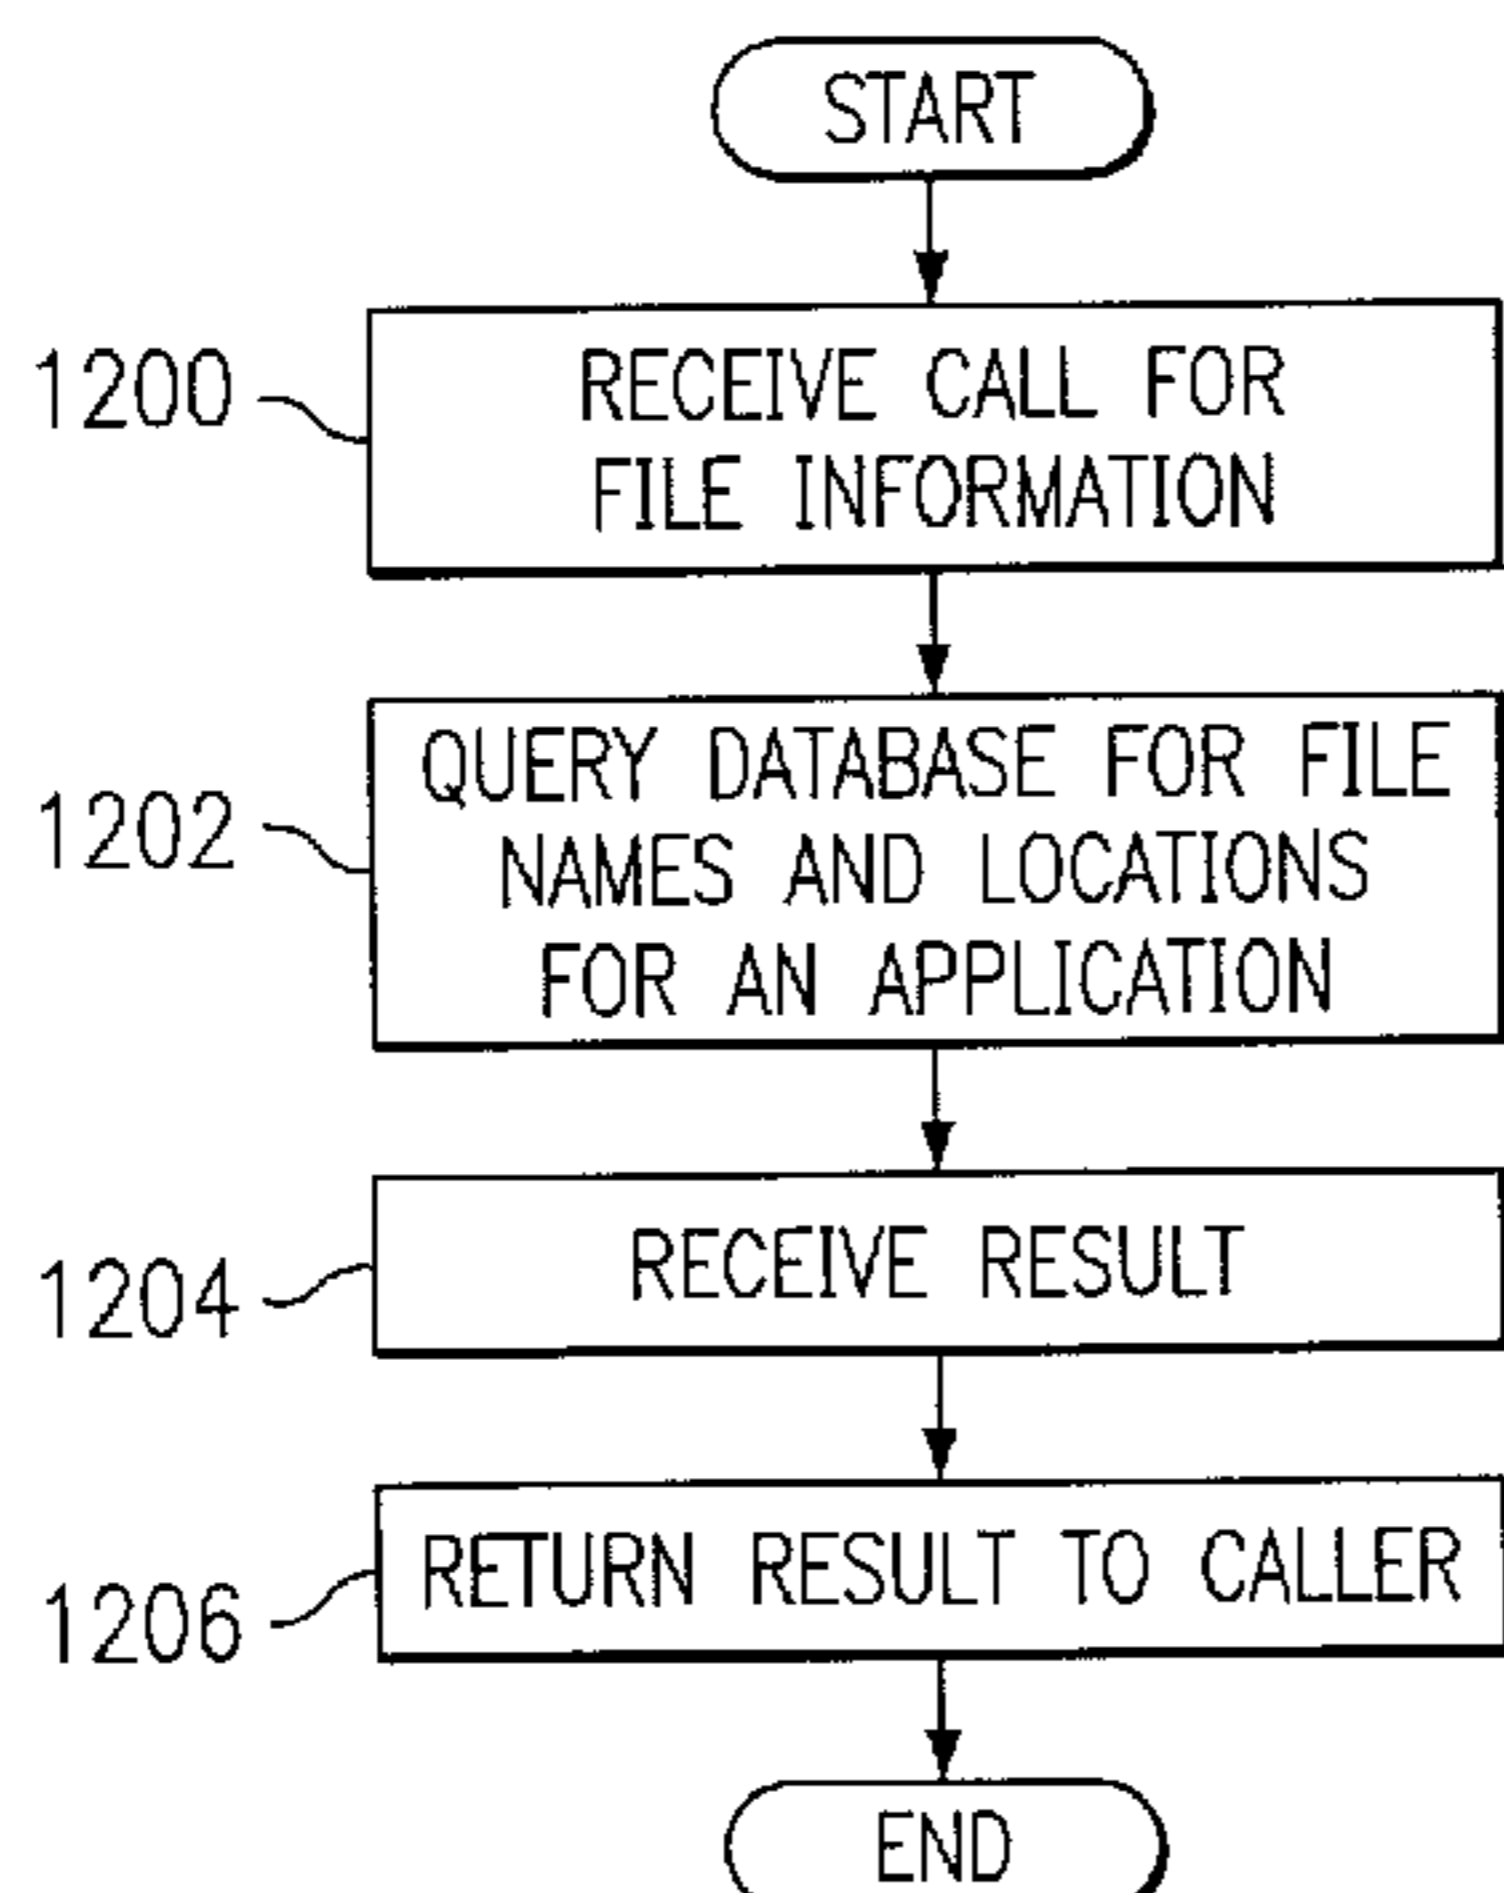 START
1200
RECEIVE CALL FOR
FILE INFORMATION
1202
QUERY DATABASE FOR FILE
NAMES AND LOCATIONS
FOR AN APPLICATION
1204
RECEIVE RESULT
1206
RETURN RESULT TO CALLER
END